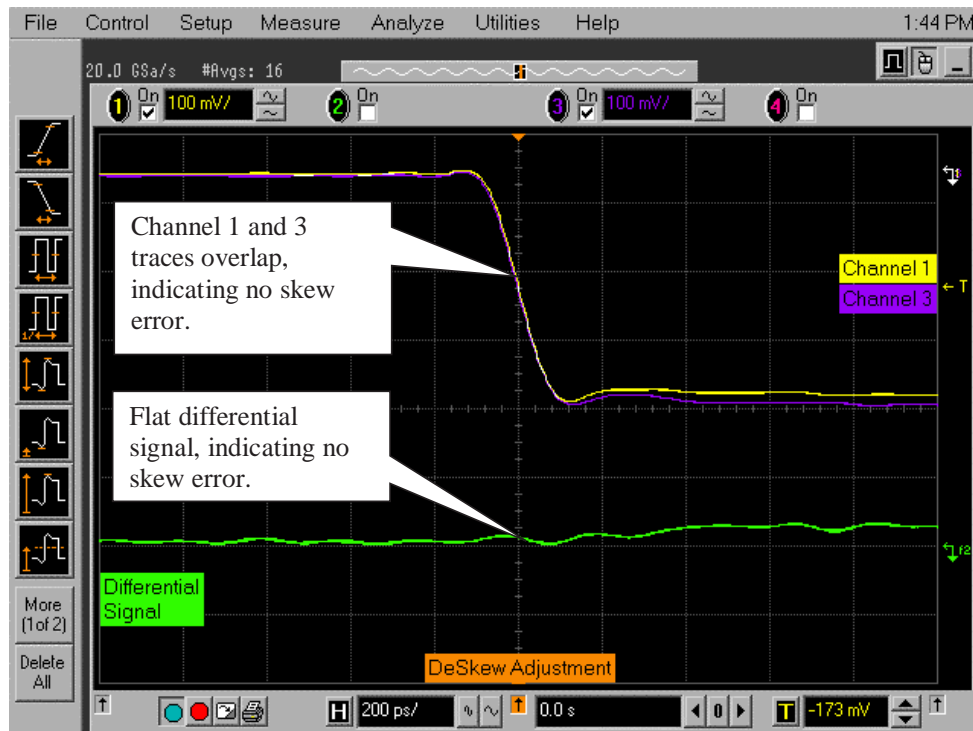 File Control Setup Measure Analyze Utilities Help 1:44 PM
20.0 GSa/s #Avgs: 16
1 On 100 mV/ 2 On 3 On 100 mV/ 4 On
Channel 1 and 3
traces overlap,
indicating no skew
error.
Channel 1
T
Channel 3
1/
Flat differential
signal, indicating no
skew error.
f2
Differential
Signal
More
(1of 2)
Delete
All
DeSkew Adjustment
H 200 ps/ 0.0 s 0 T -173 mV